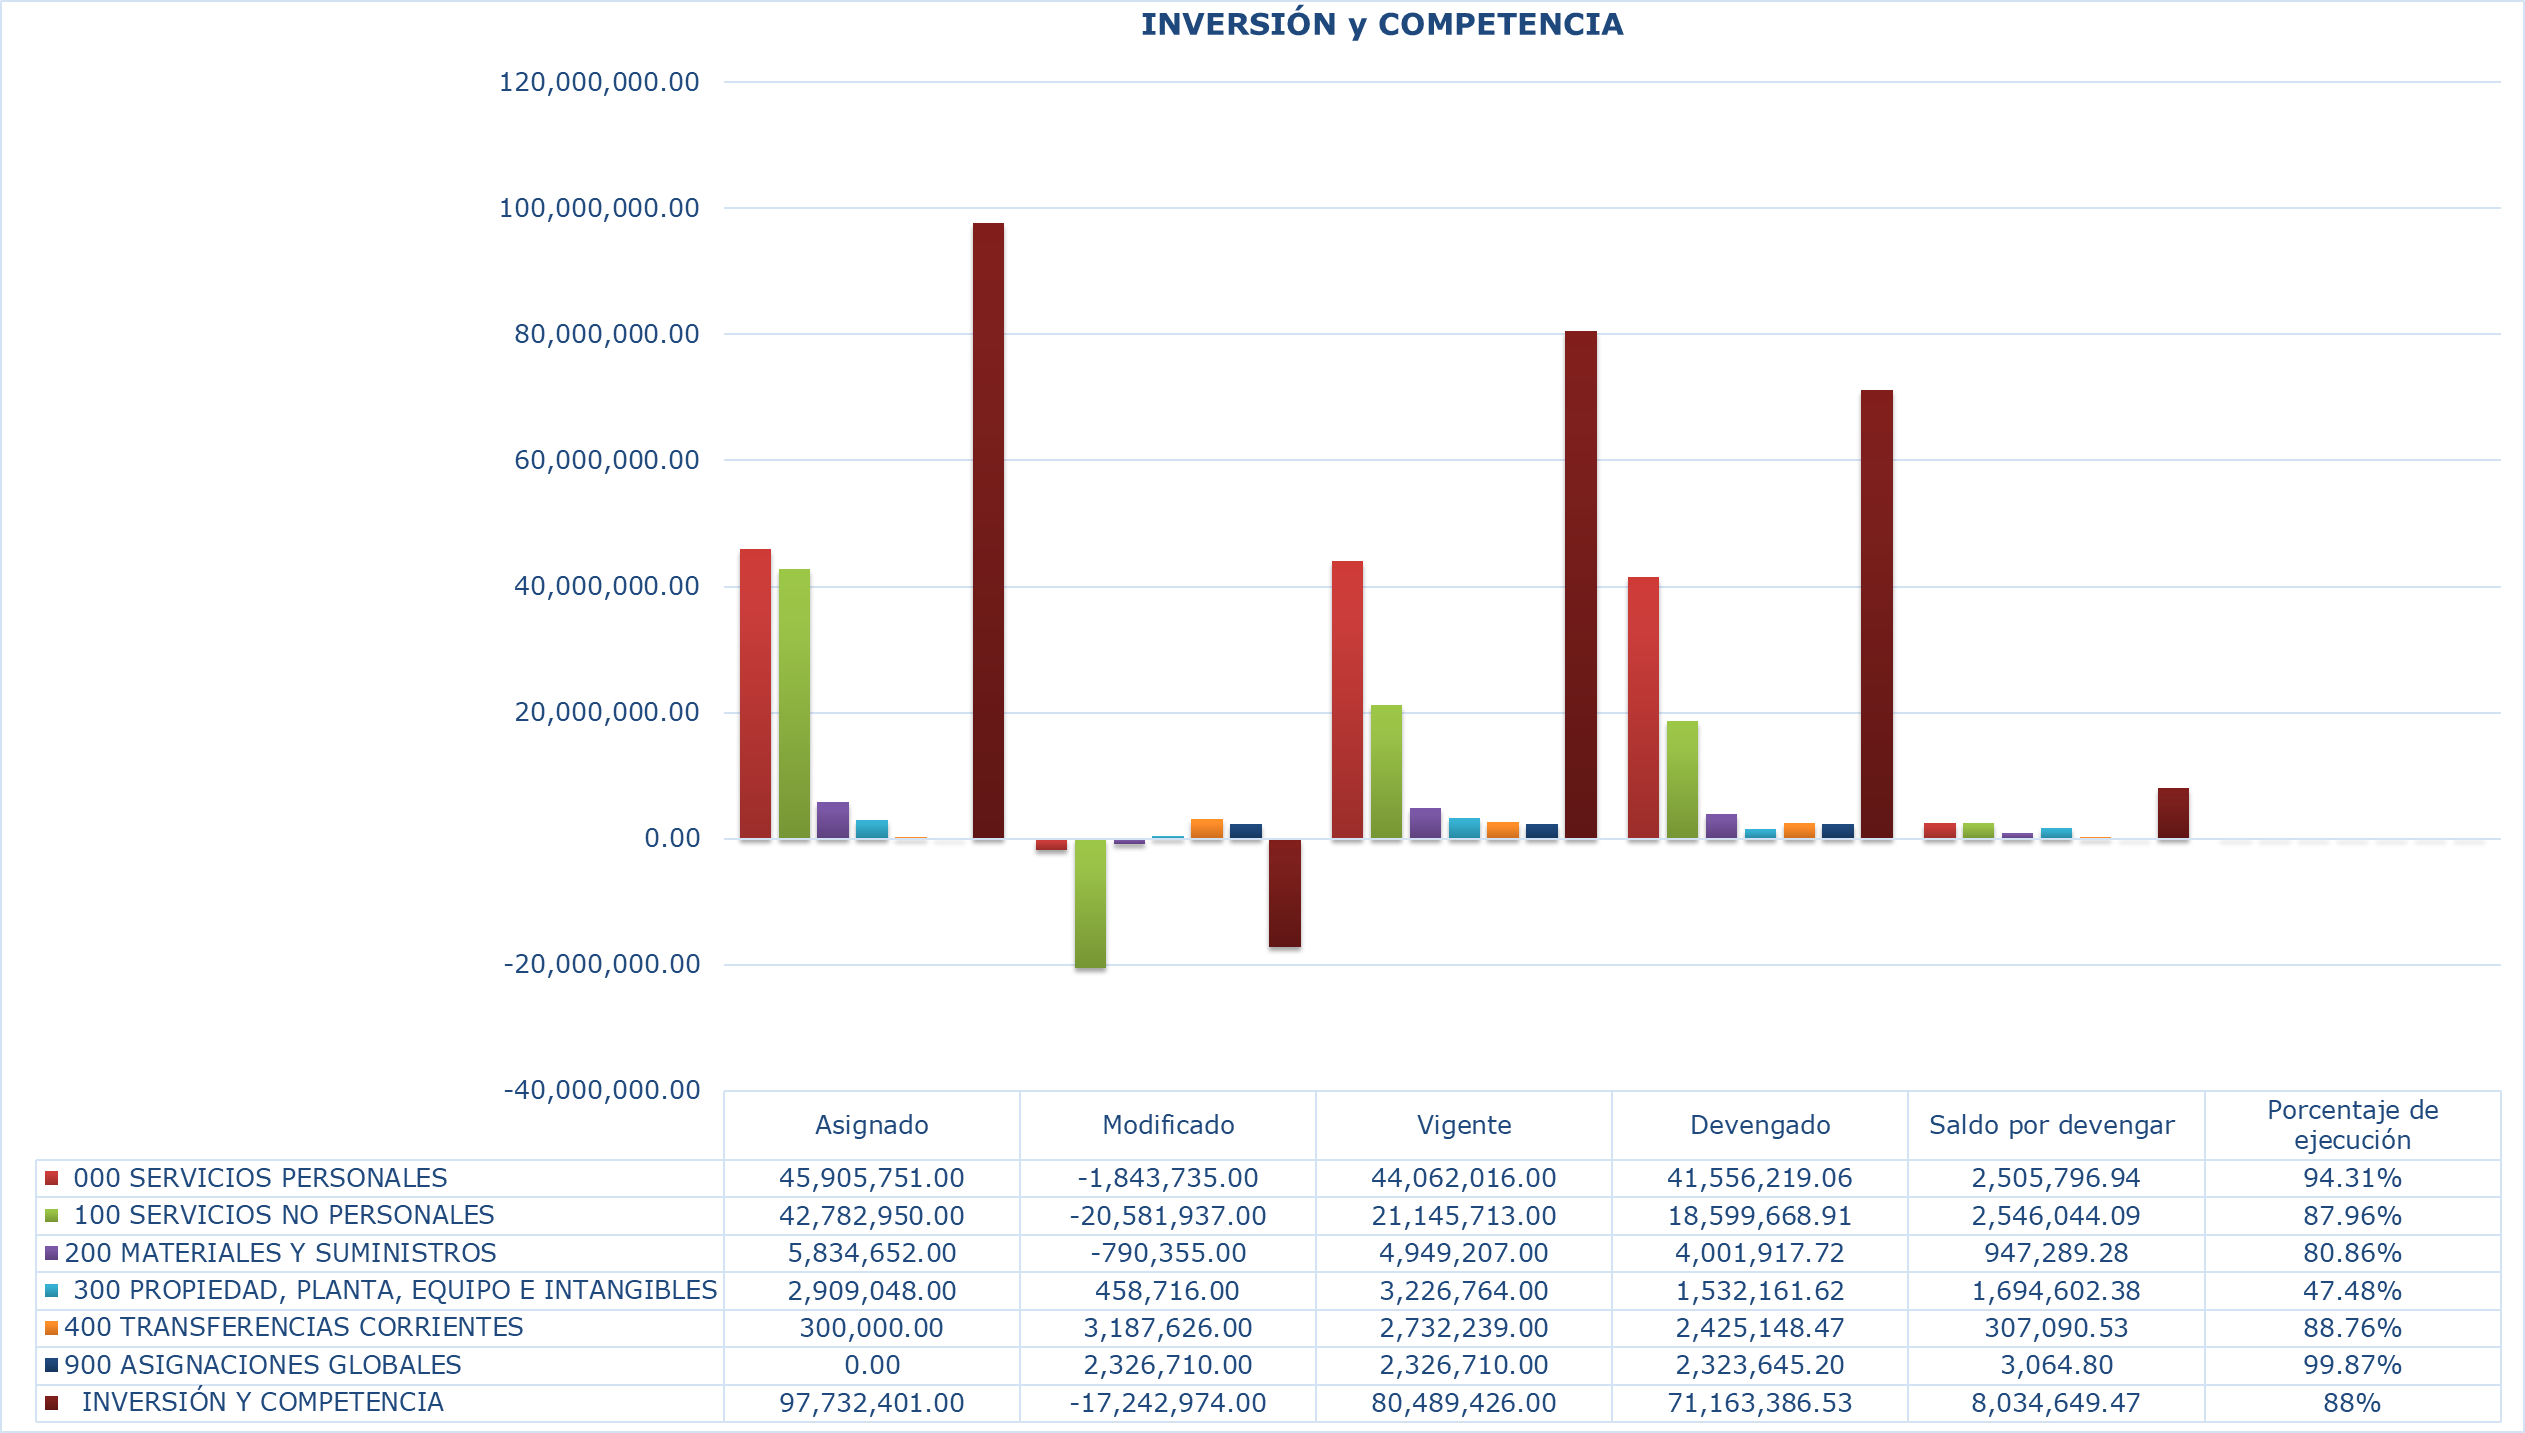 INVERSIÓN y COMPETENCIA
120,000,000.00
100,000,000.00
80,000,000.00
60,000,000.00
40,000,000.00
20,000,000.00
0.00
-20,000,000.00
-40,000,000.00
Asignado Modificado Vigente Devengado Saldo por devengar Porcentaje de
ejecución
000 SERVICIOS PERSONALES 45,905,751.00 -1,843,735.00 44,062,016.00 41,556,219.06 2,505,796.94 94.31%
100 SERVICIOS NO PERSONALES 42,782,950.00 -20,581,937.00 21,145,713.00 18,599,668.91 2,546,044.09 87.96%
200 MATERIALES Y SUMINISTROS 5,834,652.00 -790,355.00 4,949,207.00 4,001,917.72 947,289.28 80.86%
300 PROPIEDAD, PLANTA, EQUIPO E INTANGIBLES 2,909,048.00 458,716.00 3,226,764.00 1,532,161.62 1,694,602.38 47.48%
400 TRANSFERENCIAS CORRIENTES 300,000.00 3,187,626.00 2,732,239.00 2,425,148.47 307,090.53 88.76%
900 ASIGNACIONES GLOBALES 0.00 2,326,710.00 2,326,710.00 2,323,645.20 3,064.80 99.87%
INVERSIÓN Y COMPETENCIA 97,732,401.00 -17,242,974.00 80,489,426.00 71,163,386.53 8,034,649.47 88%